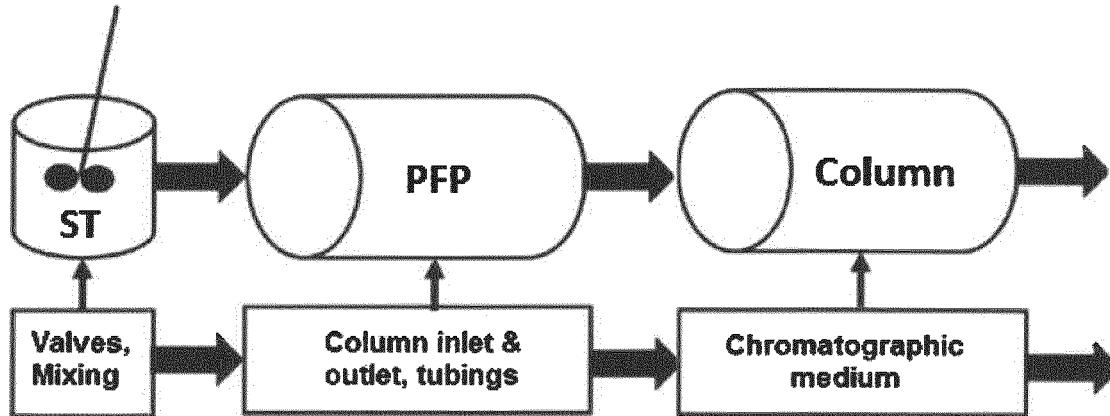 ST
PFP
Column
Valves,
Mixing
Column inlet &
outlet, tubings
Chromatographic
medium